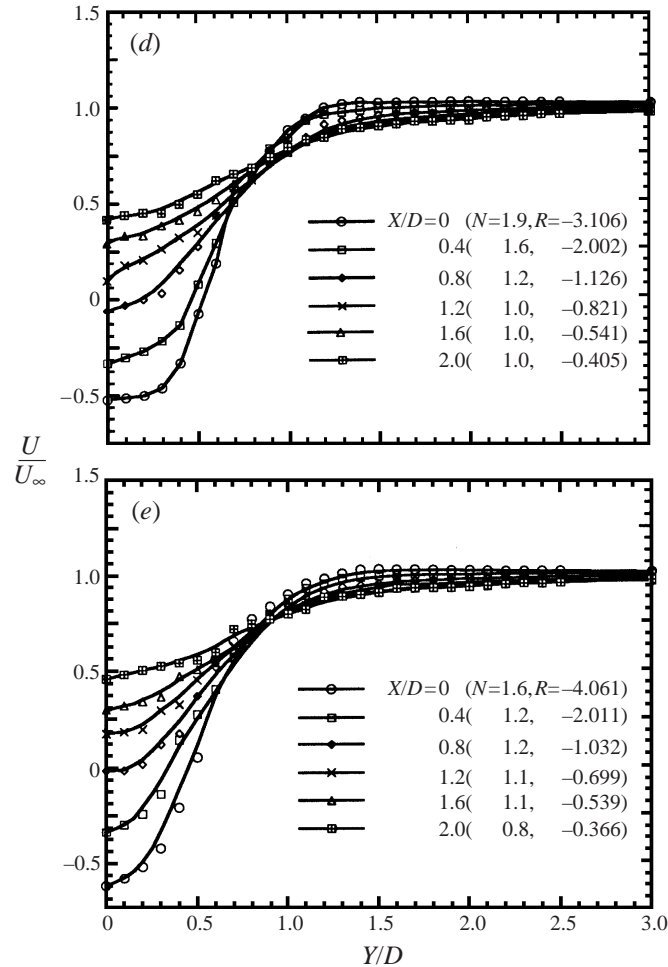 1.5
(d)
1.0
0.5
0
–0.5
X/D=0 (N=1.9,R=–3.106)
0.4( 1.6, –2.002)
0.8( 1.2, –1.126)
1.2( 1.0, –0.821)
1.6( 1.0, –0.541)
2.0( 1.0, –0.405)
U
U∞
1.5
(e)
1.0
0.5
0
–0.5
X/D=0 (N=1.6,R=–4.061)
0.4( 1.2, –2.011)
0.8( 1.2, –1.032)
1.2( 1.1, –0.699)
1.6( 1.1, –0.539)
2.0( 0.8, –0.366)
0 0.5 1.0 1.5 2.0 2.5 3.0
Y/D